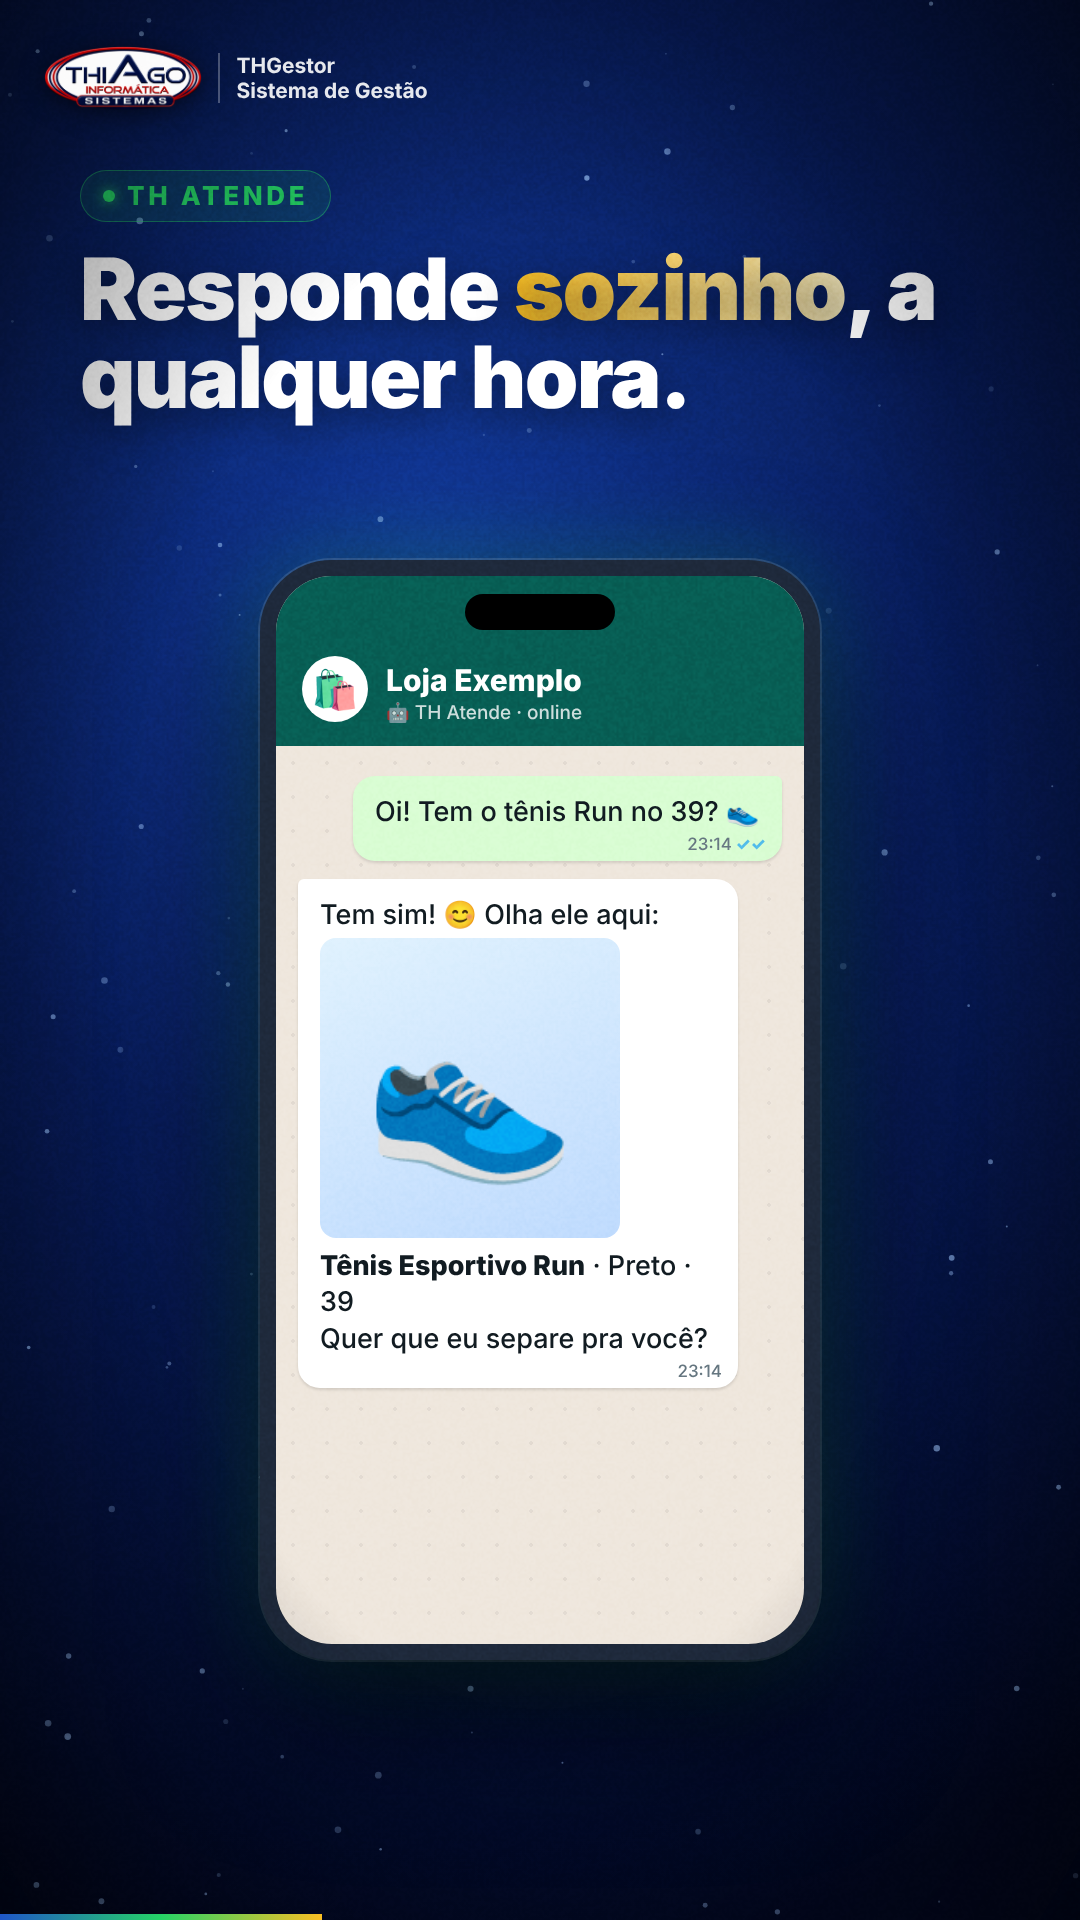 THIAGO
INFORMÁTICA
SISTEMAS
THGestor
Sistema de Gestão
TH ATENDE
Responde sozinho, a
qualquer hora.
Loja Exemplo
🤖 TH Atende · online
Oi! Tem o tênis Run no 39? 👟
23:14
Tem sim! 😊 Olha ele aqui:
Tênis Esportivo Run · Preto ·
39
Quer que eu separe pra você?
23:14